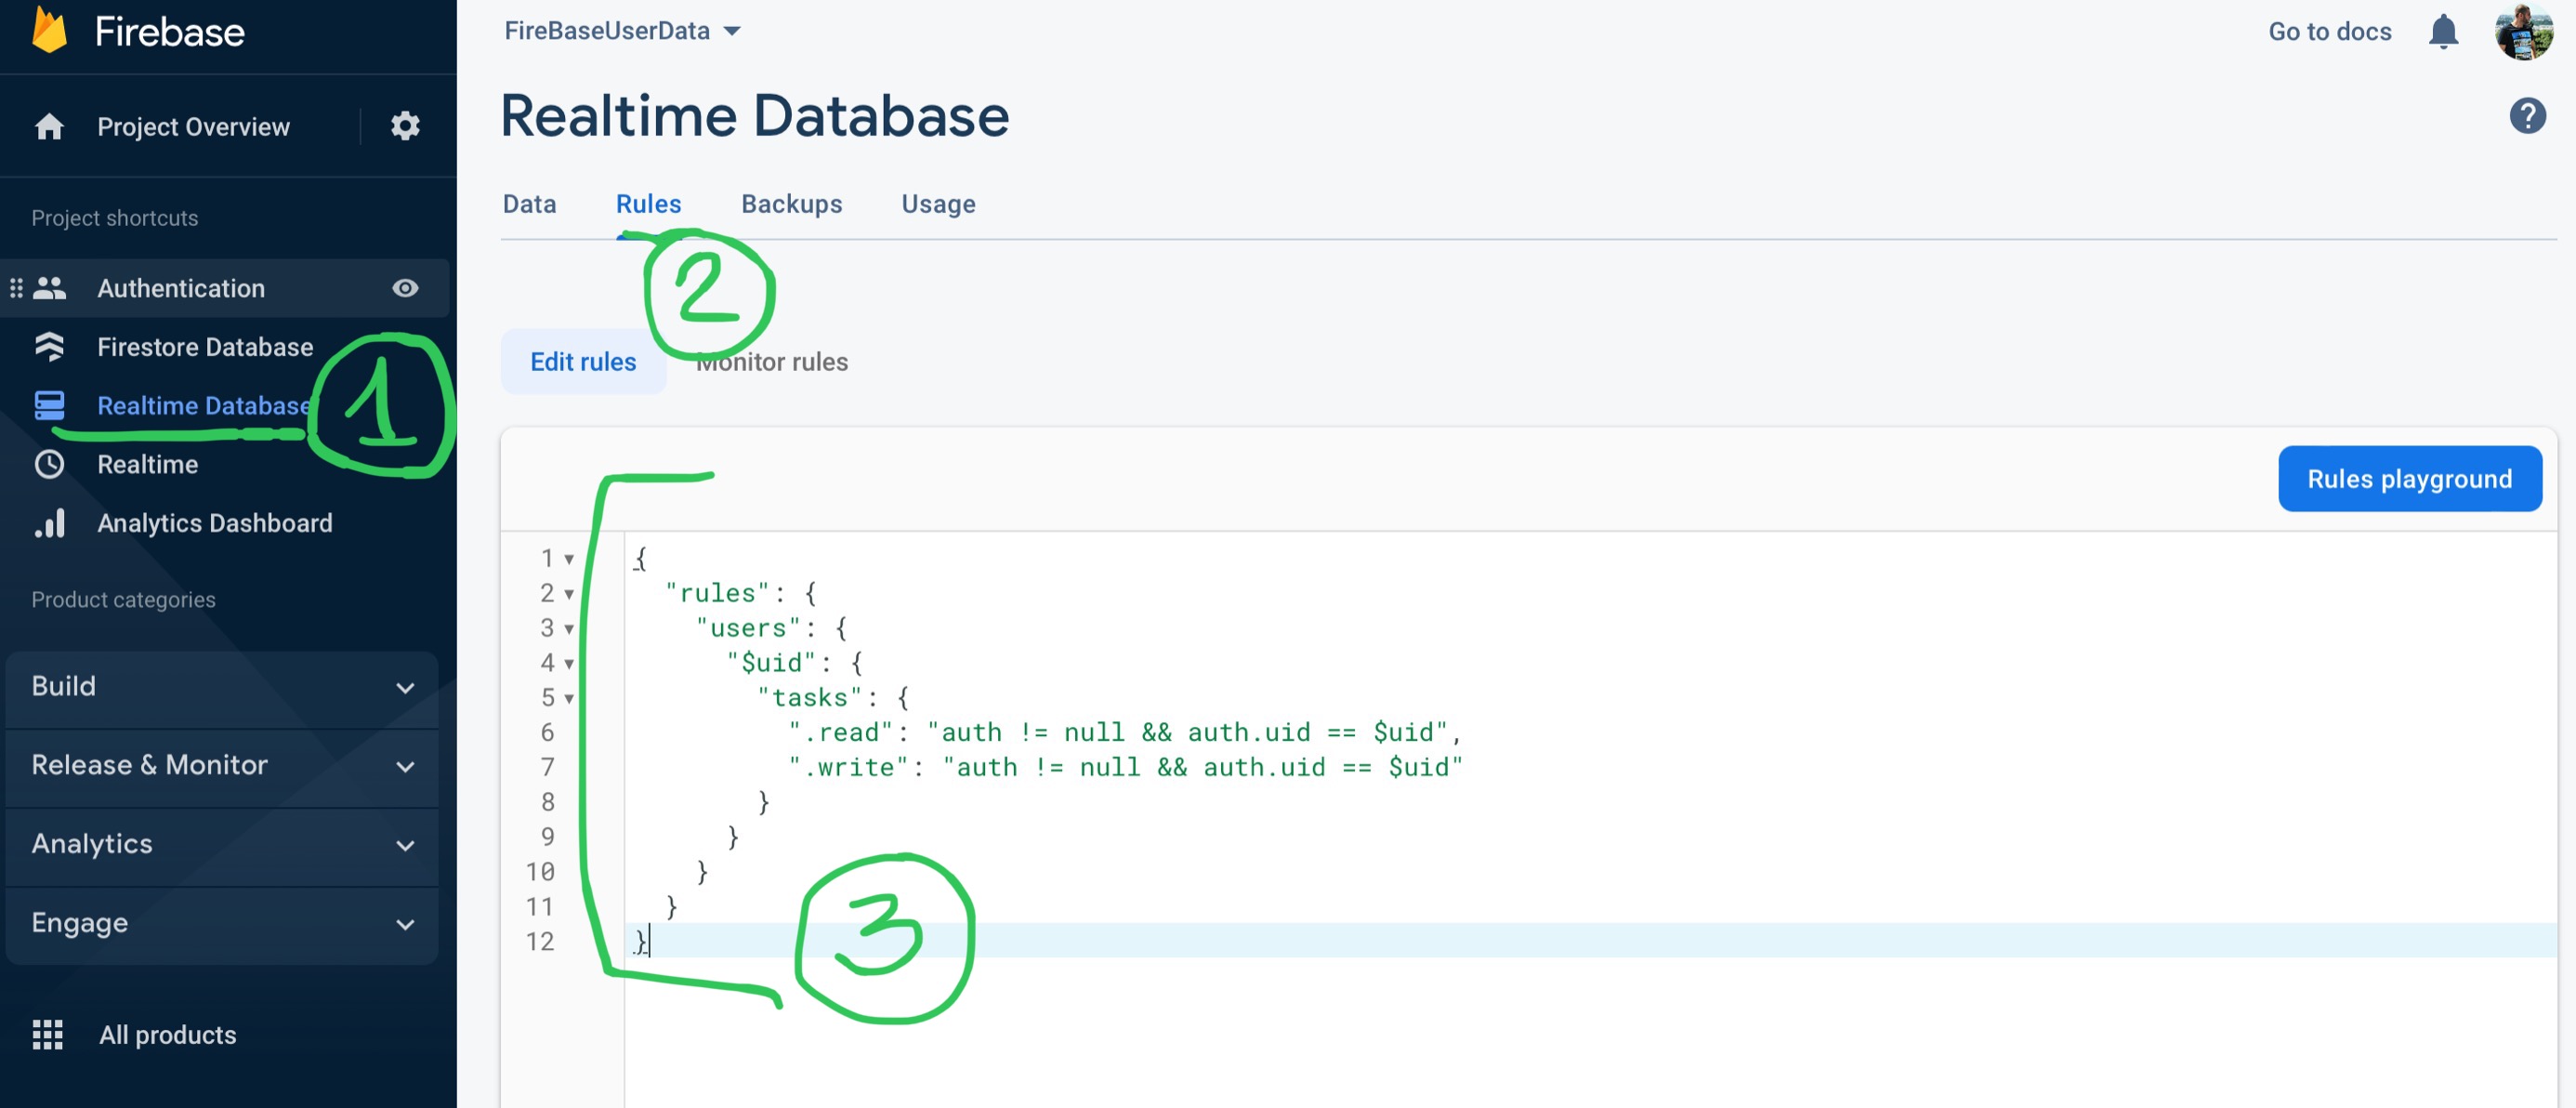 Firebase
Project Overview
Project shortcuts
Authentication
Firestore Database
Realtime Database
1
Realtime
Analytics Dashboard
Product categories
Build
Release & Monitor
Analytics
Engage
All products
FireBaseUserData
Go to docs
Realtime Database
?
Data Rules Backups Usage
2
Edit rules Monitor rules
Rules playground
1 {
2 "rules": {
3 "users": {
4 "$uid": {
5 "tasks": {
6 ".read": "auth != null && auth.uid == $uid",
7 ".write": "auth != null && auth.uid == $uid"
8 }
9 }
10 }
11 }
12 }
3